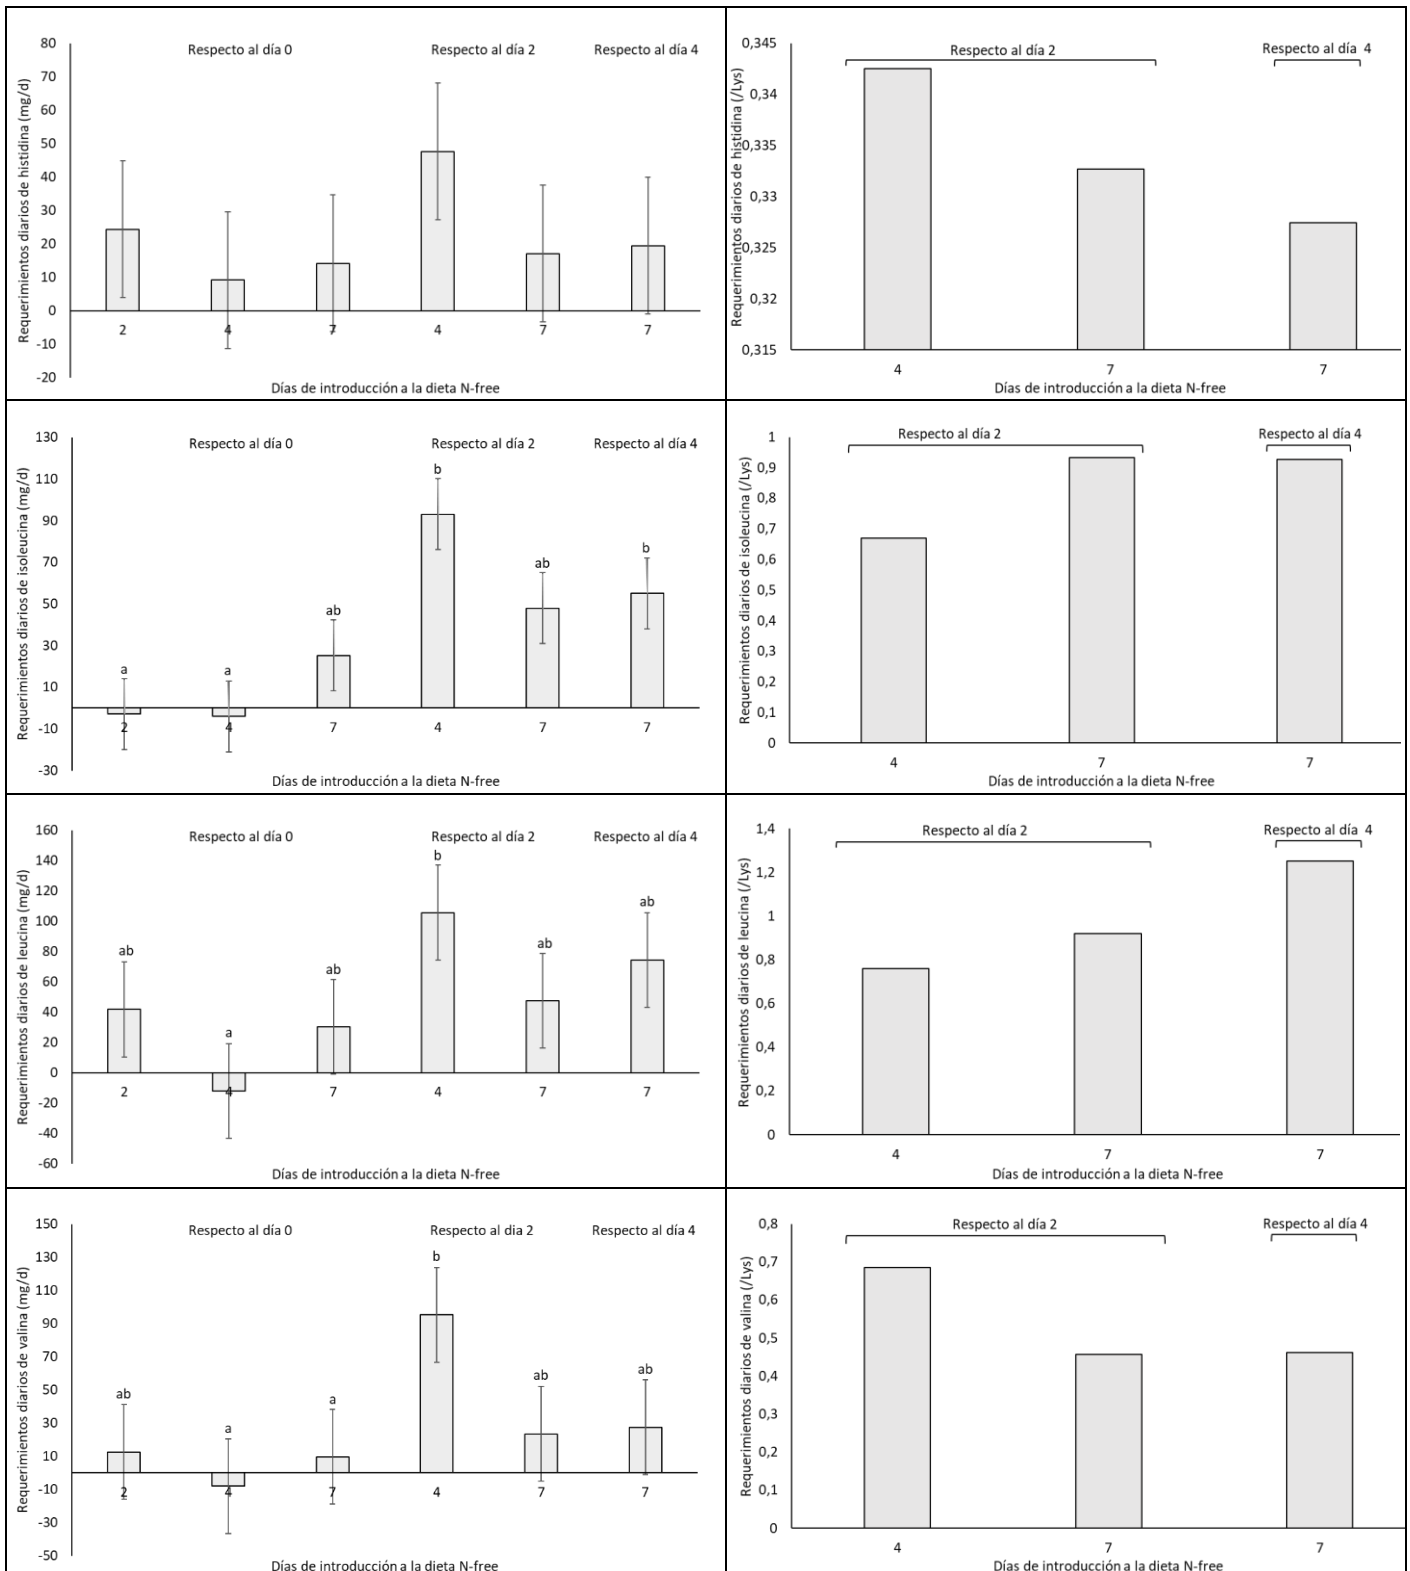 Requerimientos diarios de histidina (mg/d)
80
70
60
50
40
30
20
10
0
-10
-20
Respecto al día 0
Respecto al día 2
Respecto al día 4
2
4
7
4
7
7
Días de introducción a la dieta N-free
Requerimientos diarios de histidina (/Lys)
0,345
0,34
0,335
0,33
0,325
0,32
0,315
Respecto al día 2
Respecto al día 4
4
7
7
Días de introducción a la dieta N-free
Requerimientos diarios de isoleucina (mg/d)
130
110
90
70
50
30
10
-10
-30
Respecto al día 0
Respecto al día 2
Respecto al día 4
a
a
ab
b
ab
b
2
4
7
4
7
7
Días de introducción a la dieta N-free
Requerimientos diarios de isoleucina (/Lys)
1
0,9
0,8
0,7
0,6
0,5
0,4
0,3
0,2
0,1
0
Respecto al día 2
Respecto al día 4
4
7
7
Días de introducción a la dieta N-free
Requerimientos diarios de leucina (mg/d)
160
140
120
100
80
60
40
20
0
-20
-40
-60
Respecto al día 0
Respecto al día 2
Respecto al día 4
ab
a
ab
b
ab
ab
2
4
7
4
7
7
Días de introducción a la dieta N-free
Requerimientos diarios de leucina (/Lys)
1,4
1,2
1
0,8
0,6
0,4
0,2
0
Respecto al día 2
Respecto al día 4
4
7
7
Días de introducción a la dieta N-free
Requerimientos diarios de valina (mg/d)
150
130
110
90
70
50
30
10
-10
-30
-50
Respecto al día 0
Respecto al dia 2
Respecto al día 4
ab
a
a
b
ab
ab
2
4
7
4
7
7
Días de introducción a la dieta N-free
Requerimientos diarios de valina (/Lys)
0,8
0,7
0,6
0,5
0,4
0,3
0,2
0,1
0
Respecto al día 2
Respecto al día 4
4
7
7
Días de introducción a la dieta N-free